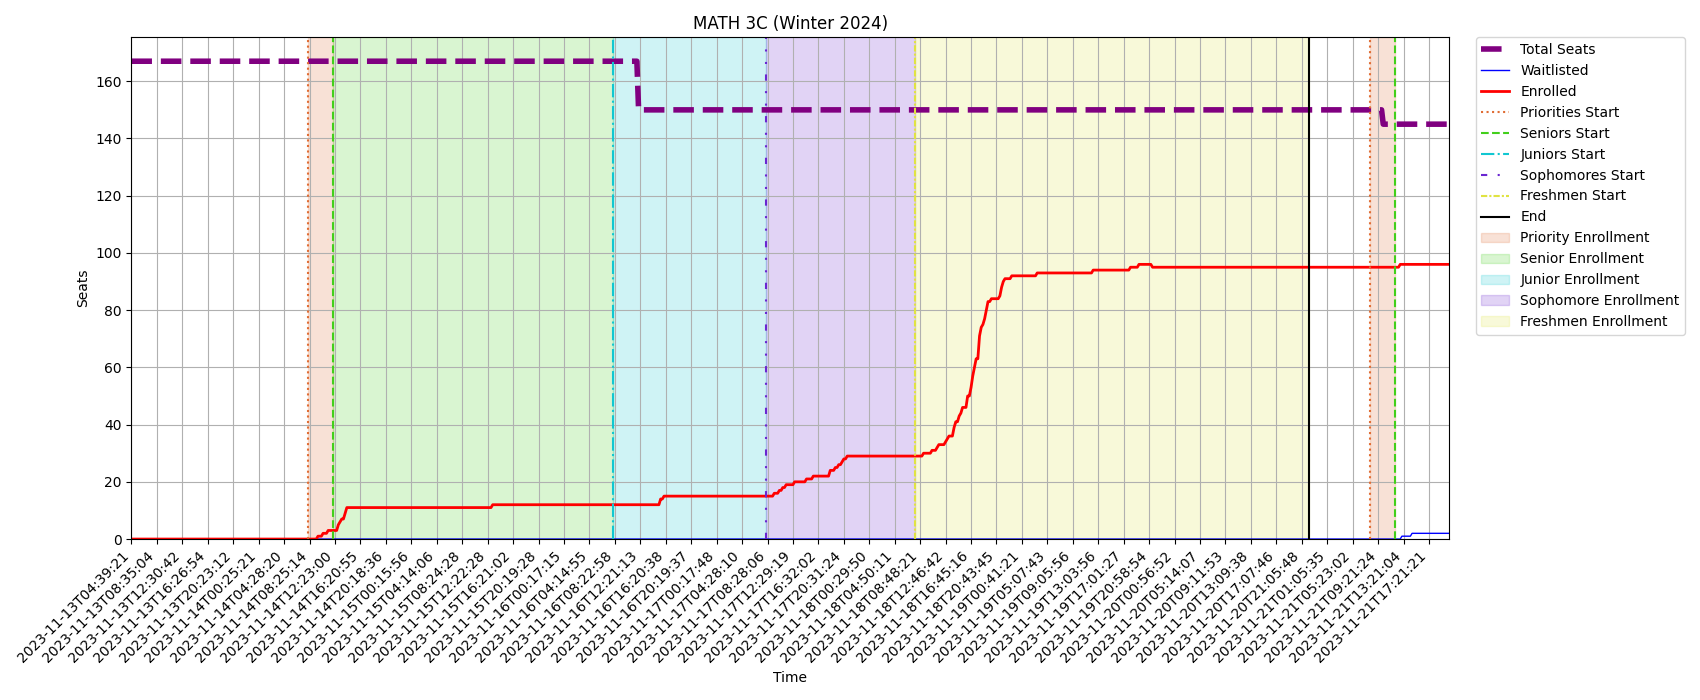 MATH 3C (Winter 2024)
Seats
160
140
120
100
80
60
40
20
0
2023-11-13T04:39:21
2023-11-13T08:35:04
2023-11-13T12:30:42
2023-11-13T16:26:54
2023-11-13T20:23:12
2023-11-14T00:25:21
2023-11-14T04:28:20
2023-11-14T08:25:14
2023-11-14T12:23:00
2023-11-14T16:20:55
2023-11-14T20:18:36
2023-11-15T00:15:56
2023-11-15T04:14:06
2023-11-15T08:24:28
2023-11-15T12:22:28
2023-11-15T16:21:02
2023-11-15T20:19:28
2023-11-16T00:17:15
2023-11-16T04:14:55
2023-11-16T08:22:58
2023-11-16T12:21:13
2023-11-16T16:20:38
2023-11-16T20:19:37
2023-11-17T00:17:48
2023-11-17T04:28:10
2023-11-17T08:28:06
2023-11-17T12:29:19
2023-11-17T16:32:02
2023-11-17T20:31:24
2023-11-18T00:29:50
2023-11-18T04:50:11
2023-11-18T08:48:21
2023-11-18T12:46:42
2023-11-18T16:45:16
2023-11-18T20:43:45
2023-11-19T00:41:21
2023-11-19T05:07:43
2023-11-19T09:05:56
2023-11-19T13:03:56
2023-11-19T17:01:27
2023-11-19T20:58:54
2023-11-20T00:56:52
2023-11-20T05:14:07
2023-11-20T09:11:53
2023-11-20T13:09:38
2023-11-20T17:07:46
2023-11-20T21:05:48
2023-11-21T01:05:35
2023-11-21T05:23:02
2023-11-21T09:21:24
2023-11-21T13:21:04
2023-11-21T17:21:21
Time
Total Seats
Waitlisted
Enrolled
Priorities Start
Seniors Start
Juniors Start
Sophomores Start
Freshmen Start
End
Priority Enrollment
Senior Enrollment
Junior Enrollment
Sophomore Enrollment
Freshmen Enrollment